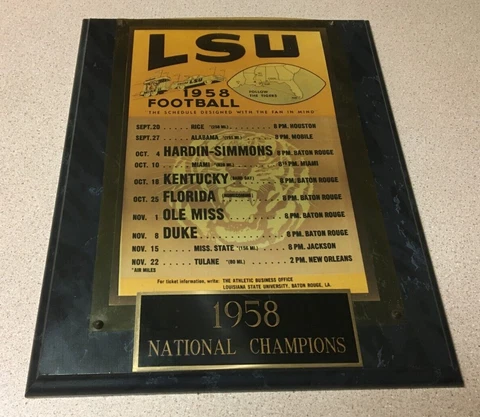 LSU
1958
FOOTBALL
FOLLOW
THE TIGERS
THE SCHEDULE DESIGNED WITH THE FAN IN MIND
SEPT. 20 ..... RICE ..... 8 PM. HOUSTON
SEPT. 27 ..... ALABAMA ..... 8 PM. MOBILE
OCT. 4 HARDIN-SIMMONS 8 PM. BATON ROUGE
OCT. 10 ..... MIAMI ..... MIAMI
OCT. 18 KENTUCKY 8 PM. BATON ROUGE
OCT. 25 FLORIDA 8 PM. BATON ROUGE
NOV. 1 OLE MISS ..... 8 PM. BATON ROUGE
NOV. 8 DUKE ..... 8 PM. BATON ROUGE
NOV. 15 ..... MISS. STATE ..... 8 PM. JACKSON
NOV. 22 ..... TULANE *(80 MI.) ..... 2 PM. NEW ORLEANS
*AIR MILES
For ticket information, write: THE ATHLETIC BUSINESS OFFICE
LOUISIANA STATE UNIVERSITY, BATON ROUGE, LA.
1958
NATIONAL CHAMPIONS